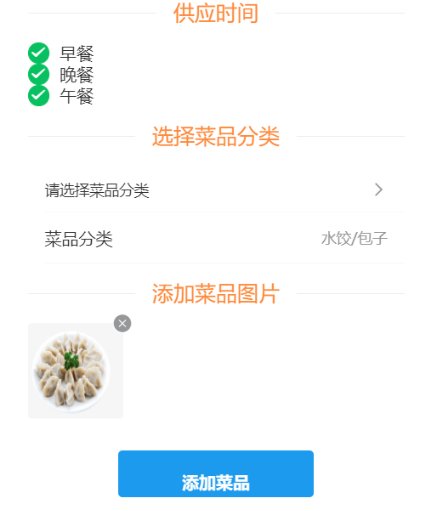 供应时间
早餐
晚餐
午餐
选择菜品分类
请选择菜品分类
菜品分类 水饺/包子
添加菜品图片
添加菜品